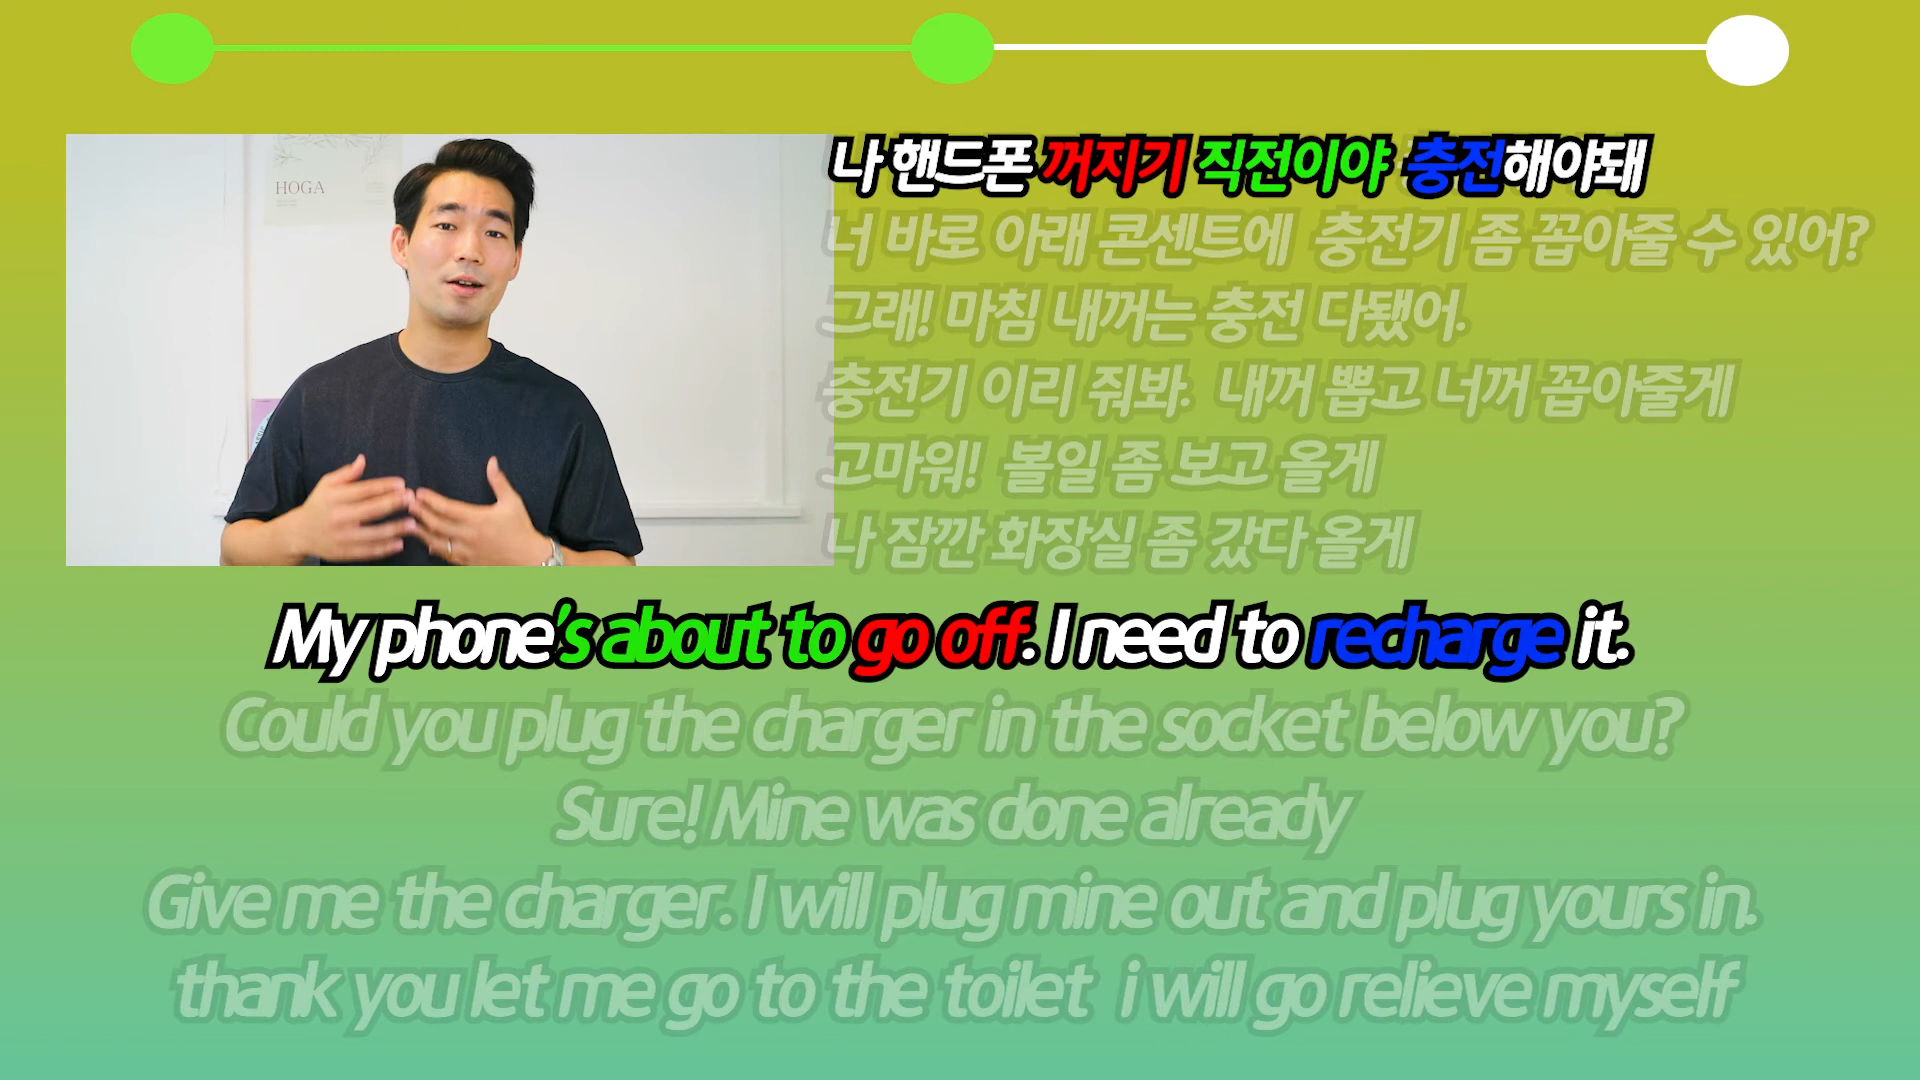 HOGA
나 핸드폰 꺼지기 직전이야 충전해야돼
너 바로 아래 콘센트에 충전기 좀 꼽아줄 수 있어?
그래! 마침 내꺼는 충전 다됐어.
충전기 이리 줘봐. 내꺼 뽑고 너꺼 꼽아줄게
고마워! 볼일 좀 보고 올게
나 잠깐 화장실 좀 갔다 올게
My phone's about to go off. I need to recharge it.
Could you plug the charger in the socket below you?
Sure! Mine was done already
Give me the charger. I will plug mine out and plug yours in.
thank you let me go to the toilet i will go relieve myself